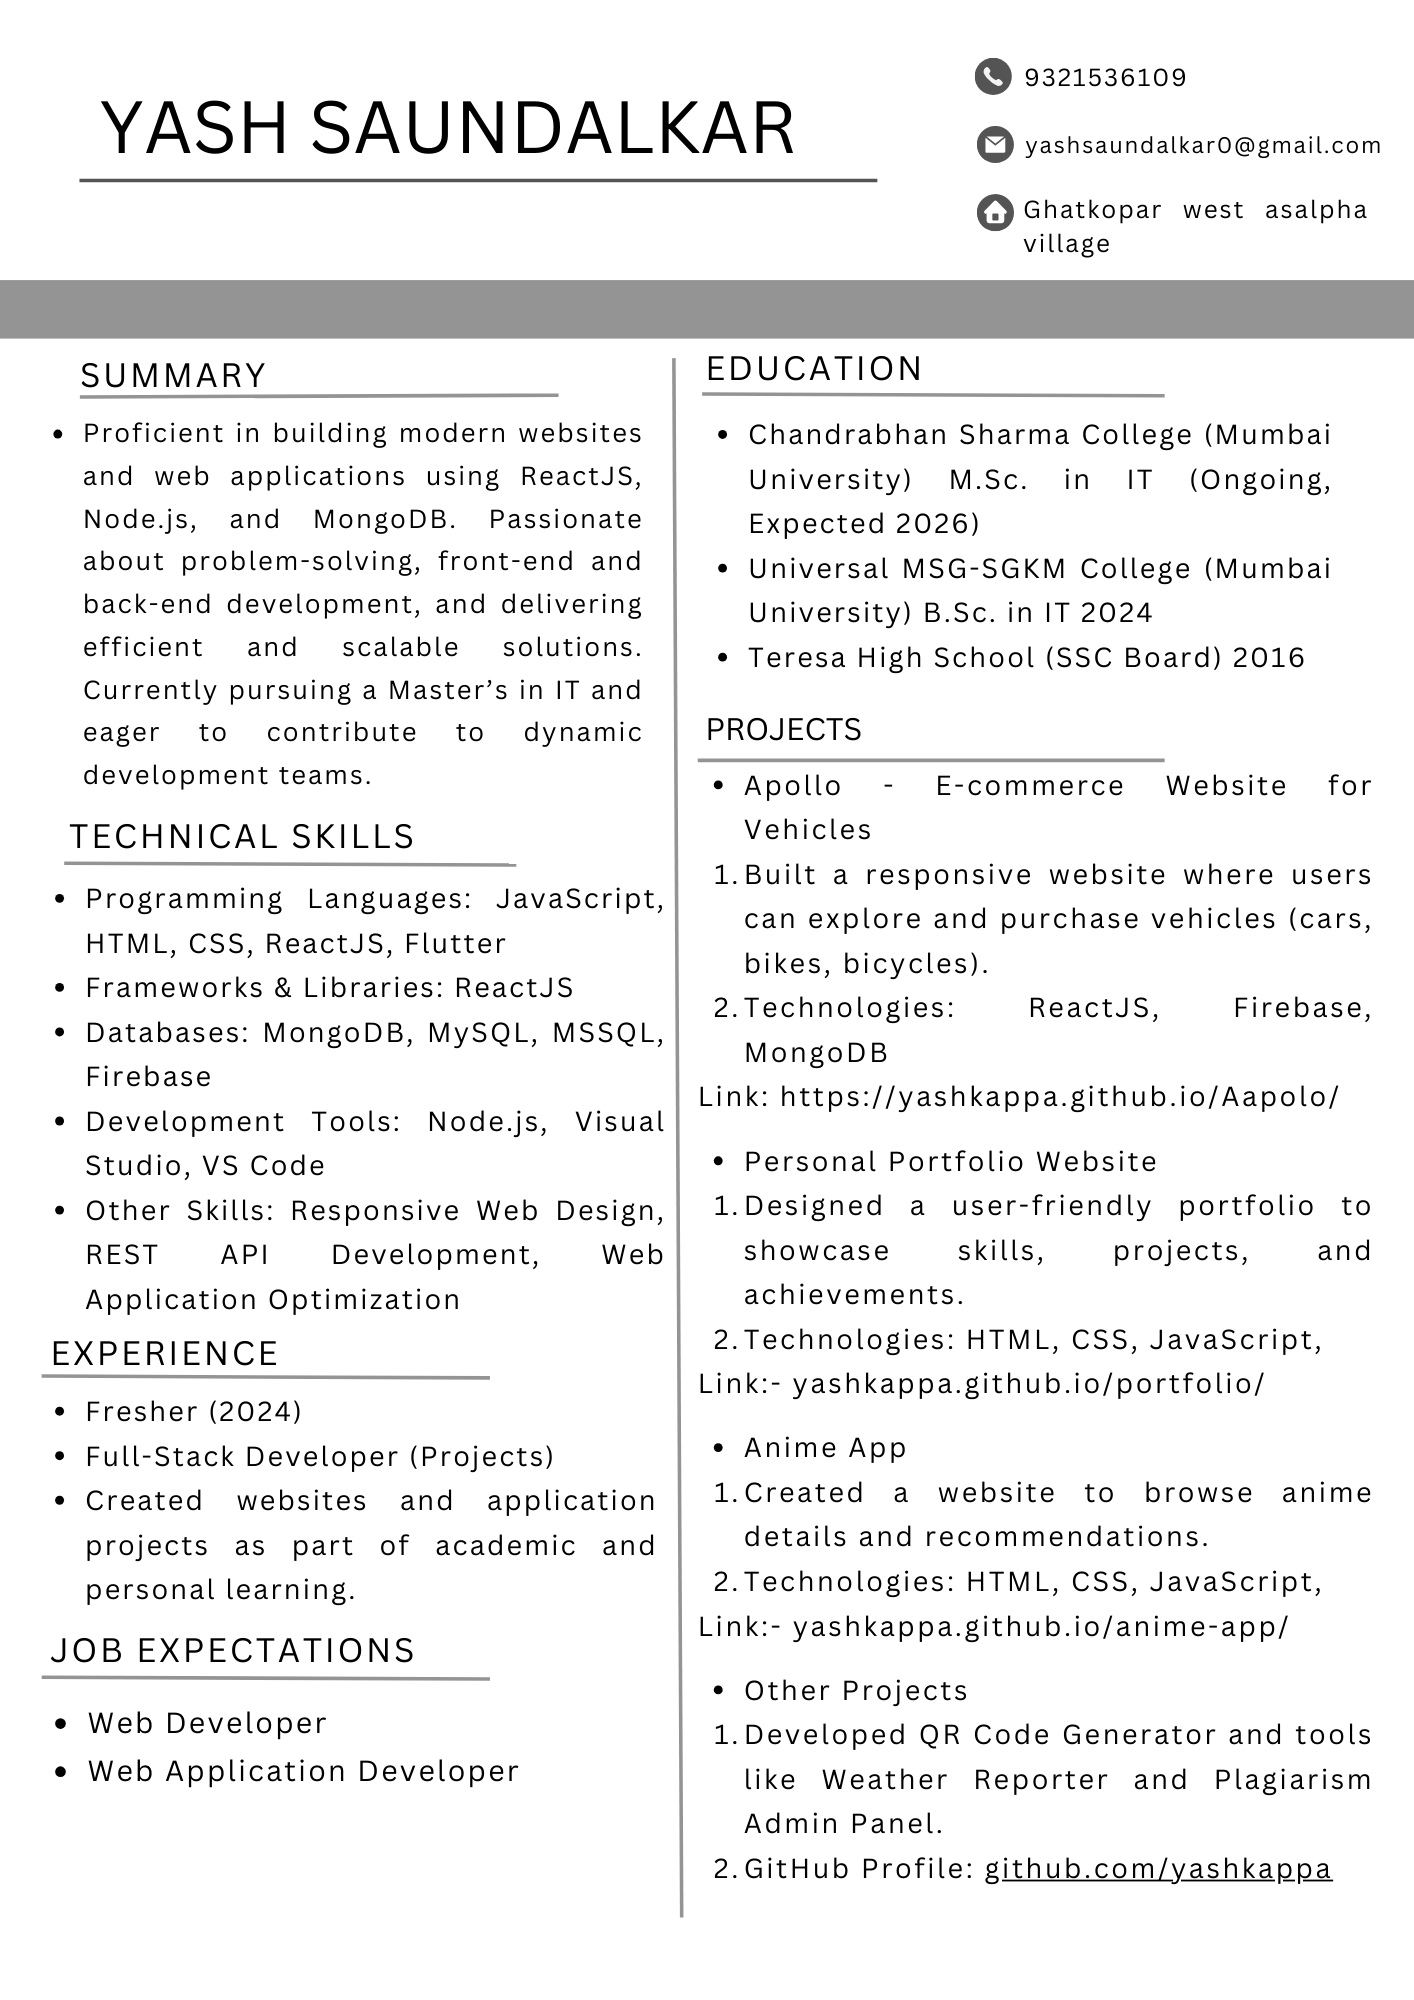 YASH SAUNDALKAR
9321536109
yashsaundalkar0@gmail.com
Ghatkopar west asalpha
village
SUMMARY
• Proficient in building modern websites
and web applications using ReactJS,
Node.js, and MongoDB. Passionate
about problem-solving, front-end and
back-end development, and delivering
efficient and scalable solutions.
Currently pursuing a Master’s in IT and
eager to contribute to dynamic
development teams.
TECHNICAL SKILLS
• Programming Languages: JavaScript,
HTML, CSS, ReactJS, Flutter
• Frameworks & Libraries: ReactJS
• Databases: MongoDB, MySQL, MSSQL,
Firebase
• Development Tools: Node.js, Visual
Studio, VS Code
• Other Skills: Responsive Web Design,
REST API Development, Web
Application Optimization
EXPERIENCE
• Fresher (2024)
• Full-Stack Developer (Projects)
• Created websites and application
projects as part of academic and
personal learning.
JOB EXPECTATIONS
• Web Developer
• Web Application Developer
EDUCATION
• Chandrabhan Sharma College (Mumbai
University) M.Sc. in IT (Ongoing,
Expected 2026)
• Universal MSG-SGKM College (Mumbai
University) B.Sc. in IT 2024
• Teresa High School (SSC Board) 2016
PROJECTS
• Apollo - E-commerce Website for
Vehicles
1. Built a responsive website where users
can explore and purchase vehicles (cars,
bikes, bicycles).
2. Technologies: ReactJS, Firebase,
MongoDB
Link: https://yashkappa.github.io/Aapolo/
• Personal Portfolio Website
1. Designed a user-friendly portfolio to
showcase skills, projects, and
achievements.
2. Technologies: HTML, CSS, JavaScript,
Link:- yashkappa.github.io/portfolio/
• Anime App
1. Created a website to browse anime
details and recommendations.
2. Technologies: HTML, CSS, JavaScript,
Link:- yashkappa.github.io/anime-app/
• Other Projects
1. Developed QR Code Generator and tools
like Weather Reporter and Plagiarism
Admin Panel.
2. GitHub Profile: github.com/yashkappa